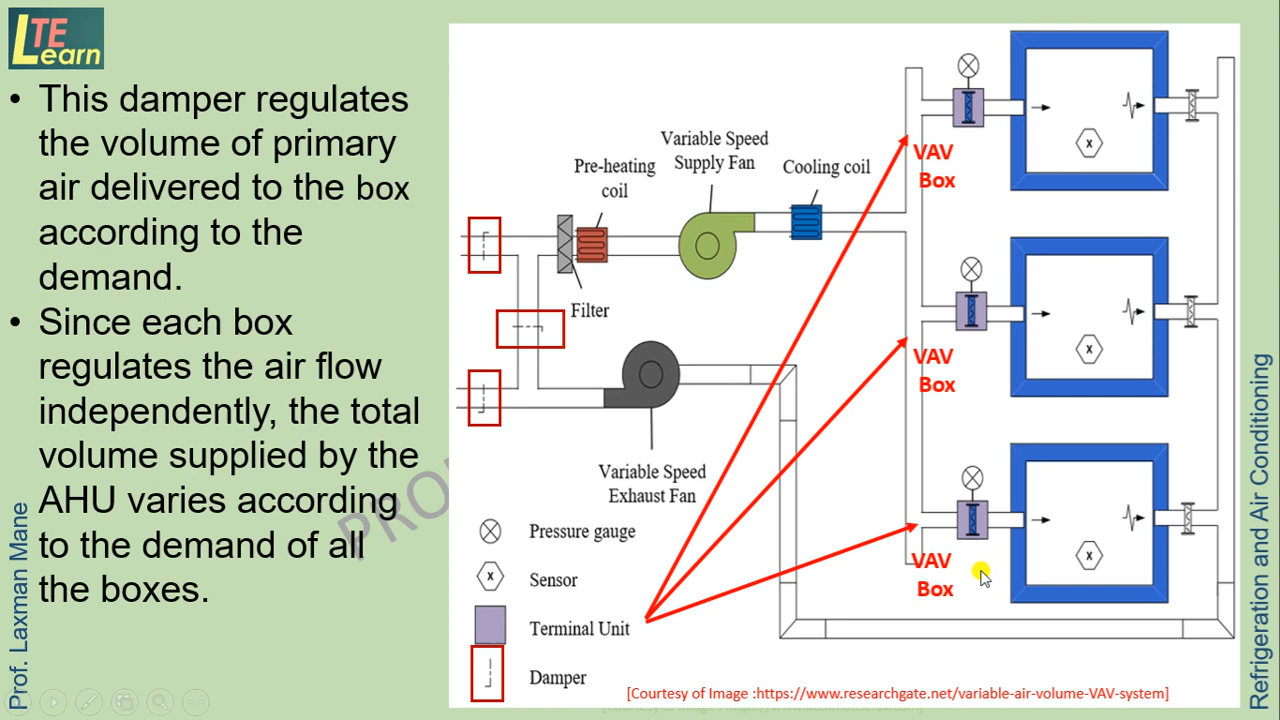 LTE
Learn
• This damper regulates
the volume of primary
air delivered to the box
according to the
demand.
• Since each box
regulates the air flow
independently, the total
volume supplied by the
AHU varies according
to the demand of all
the boxes.
Prof. Laxman Mane
Refrigeration and Air Conditioning
Variable Speed
Supply Fan
Pre-heating
coil
Cooling coil
Filter
Variable Speed
Exhaust Fan
VAV
Box
x
VAV
Box
x
VAV
Box
x
Pressure gauge
x
Sensor
Terminal Unit
Damper
[Courtesy of Image :https://www.researchgate.net/variable-air-volume-VAV-system]